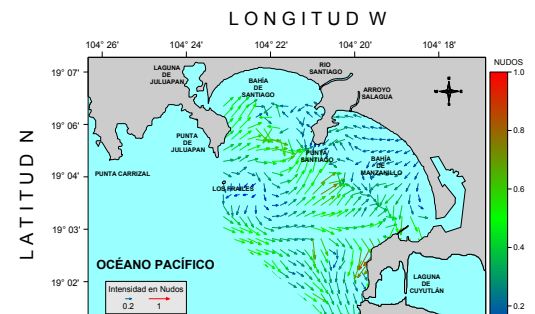 LONGITUD W
104° 26' 104° 24' 104° 22' 104° 20' 104° 18'
NUDOS
19° 07'
19° 06'
19° 04'
19° 03'
19° 02'
LATITUD N
LAGUNA
DE
JULUAPAN
BAHÍA
DE
SANTIAGO
RIO
SANTIAGO
ARROYO
SALAGUA
PUNTA
DE
JULUAPAN
PUNTA
SANTIAGO
BAHÍA
DE
MANZANILLO
PUNTA CARRIZAL
LOS FRAILES
OCÉANO PACÍFICO
LAGUNA
DE
CUYUTLÁN
Intensidad en Nudos
0.2 1
1.0
0.8
0.6
0.4
0.2